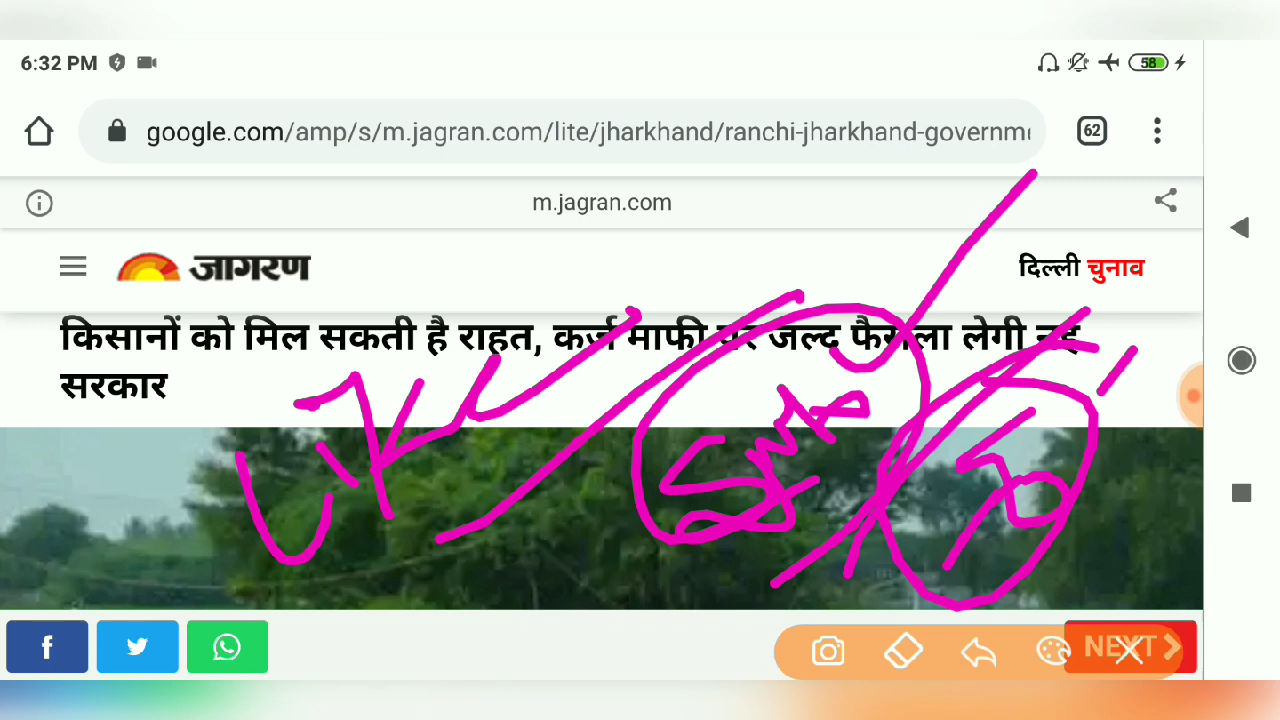 6:32 PM
58
google.com/amp/s/m.jagran.com/lite/jharkhand/ranchi-jharkhand-governme
62
m.jagran.com
जागरण
दिल्ली चुनाव
किसानों को मिल सकती है राहत, कर्ज माफी पर जल्द फैसला लेगी नई
सरकार
f
NEXT